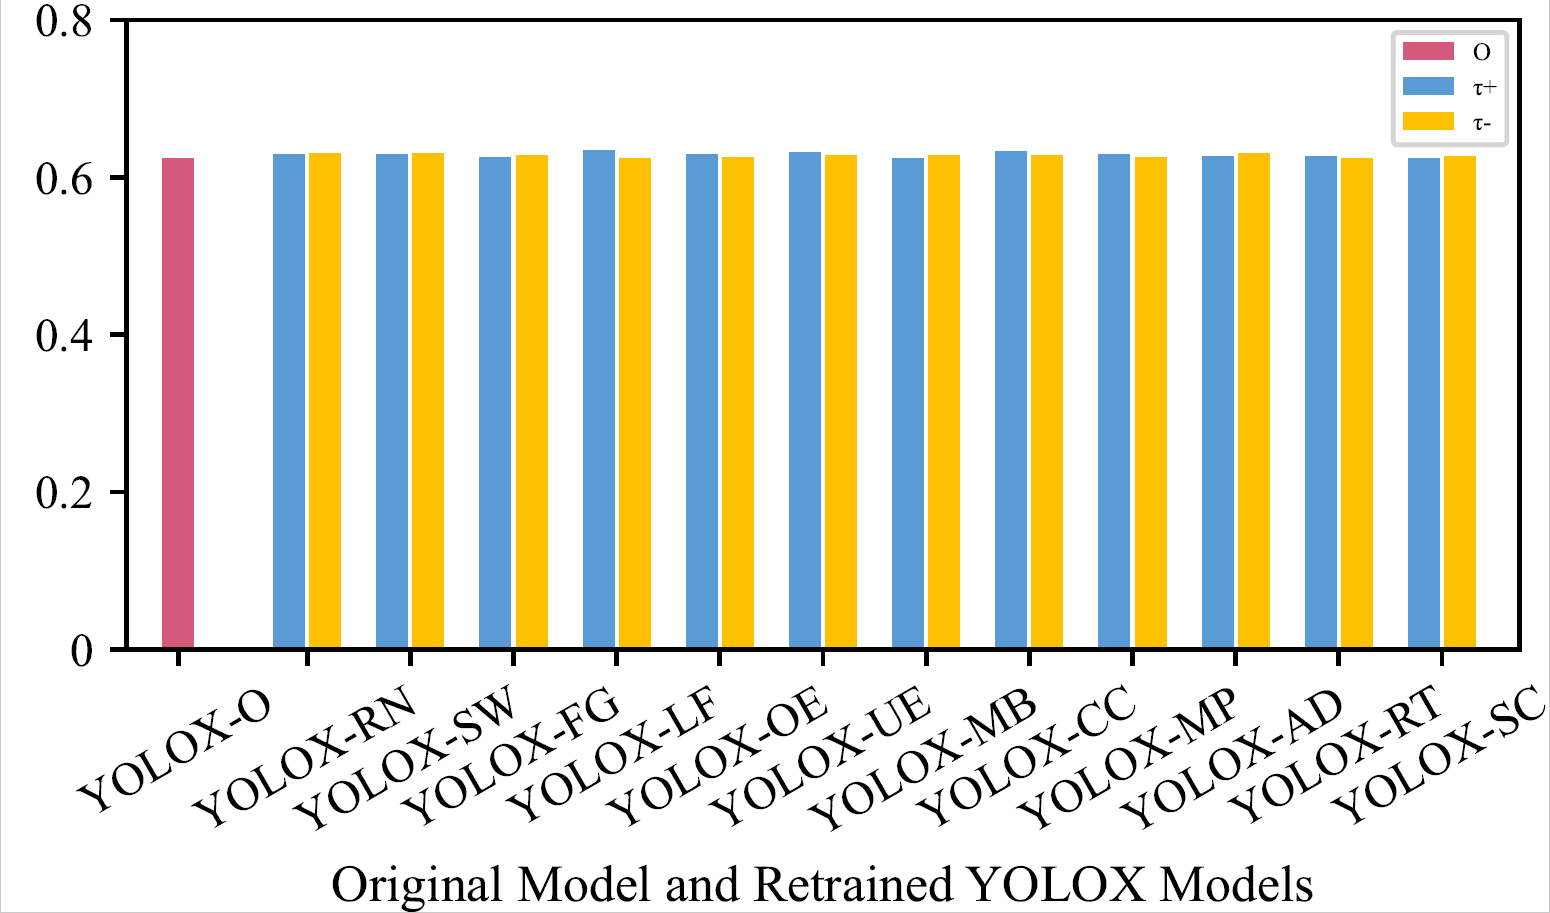 0.8
0.6
0.4
0.2
0
O
τ+
τ-
YOLOX-O
YOLOX-RN
YOLOX-SW
YOLOX-FG
YOLOX-LF
YOLOX-OE
YOLOX-UE
YOLOX-MB
YOLOX-CC
YOLOX-MP
YOLOX-AD
YOLOX-RT
YOLOX-SC
Original Model and Retrained YOLOX Models